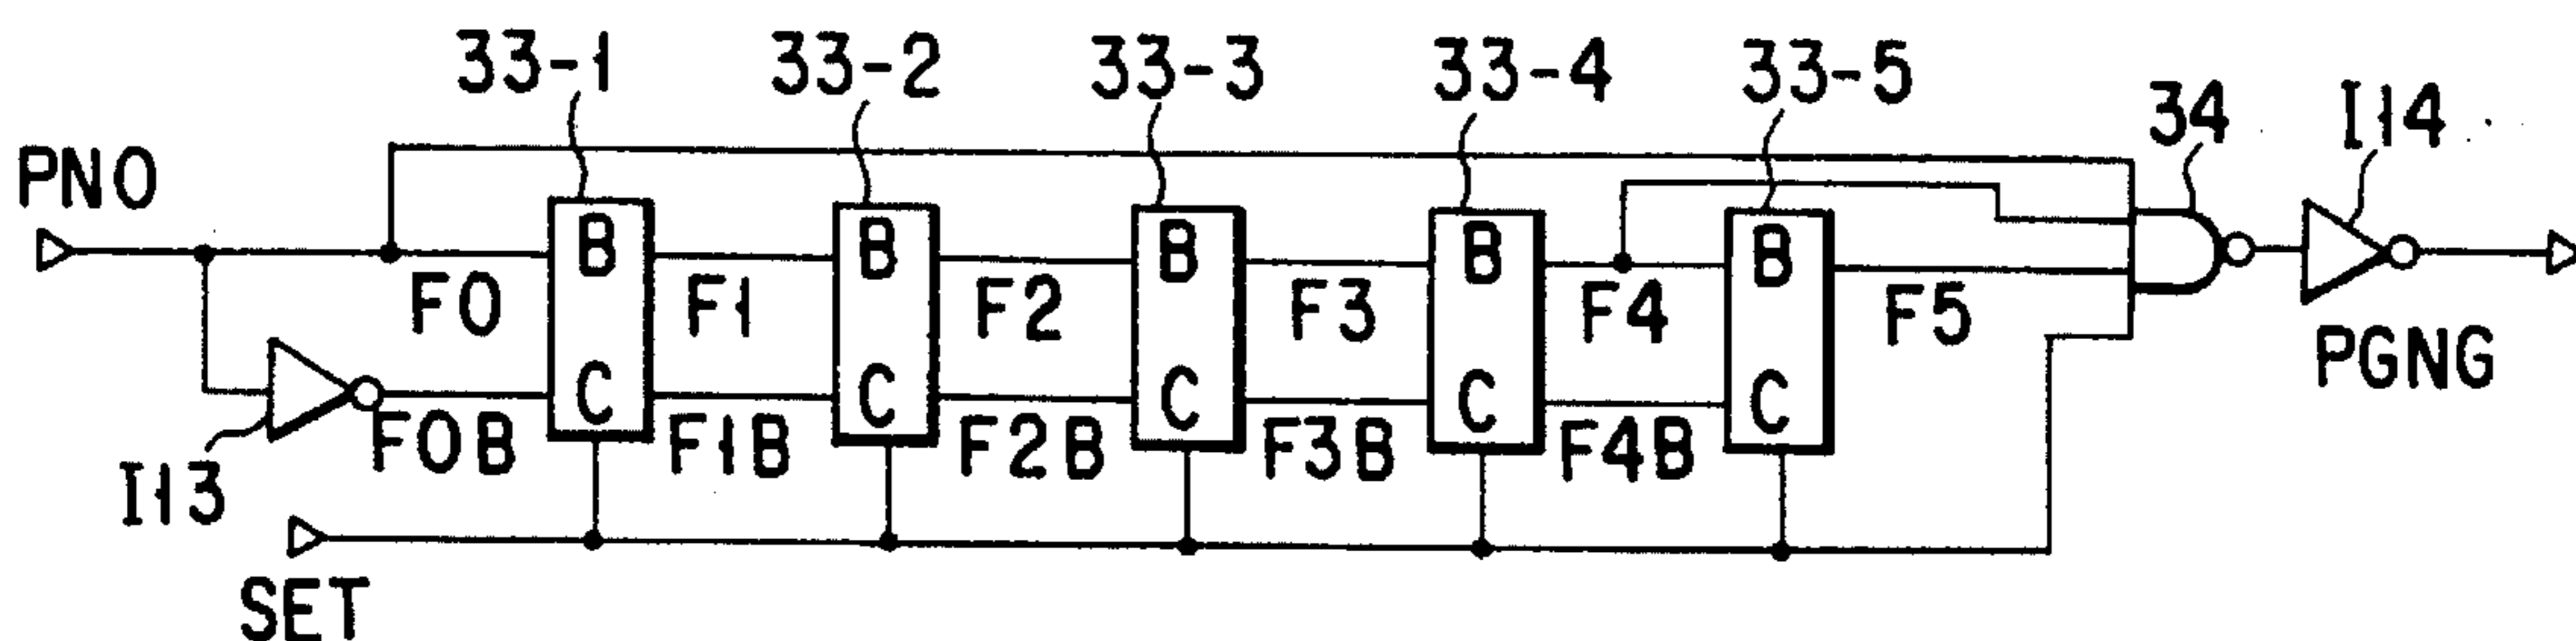 33-1 33-2 33-3 33-4 33-5 34 I14
PNO
B B B B B
F0 F1 F2 F3 F4 F5
PGNG
C C C C C
F0B F1B F2B F3B F4B
I13
SET